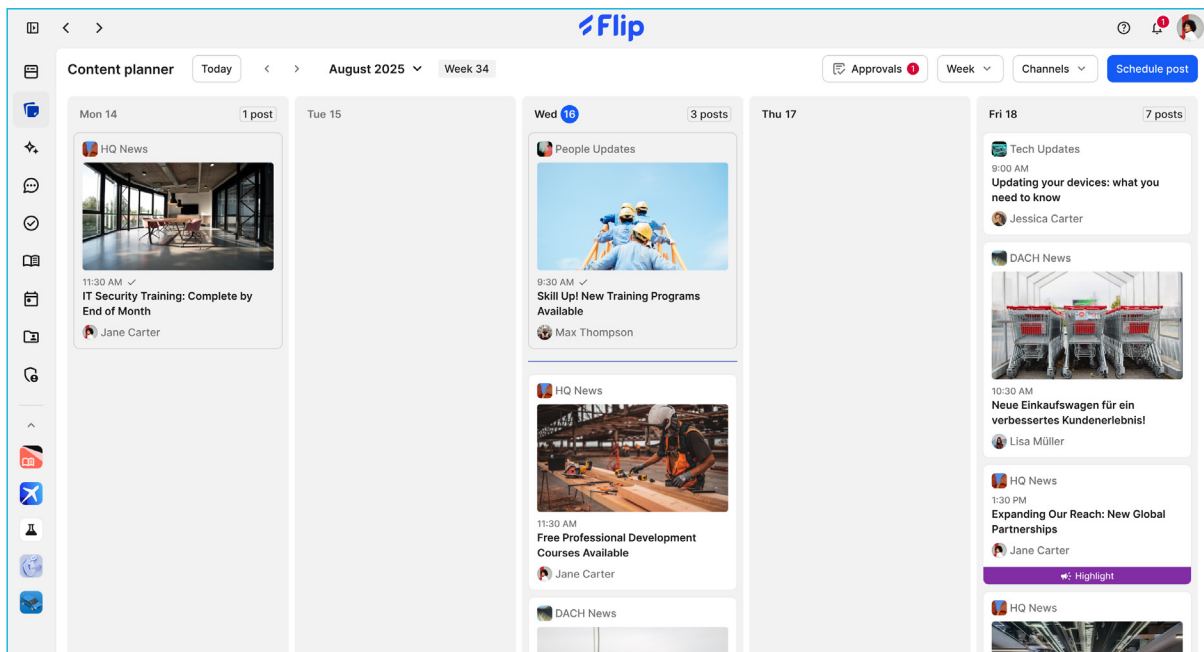 Flip
1
Content planner
Today
August 2025
Week 34
Approvals 1
Week
Channels
Schedule post
Mon 14
1 post
HQ News
11:30 AM
IT Security Training: Complete by
End of Month
Jane Carter
Tue 15
Wed 16
3 posts
People Updates
9:30 AM
Skill Up! New Training Programs
Available
Max Thompson
HQ News
11:30 AM
Free Professional Development
Courses Available
Jane Carter
DACH News
Thu 17
Fri 18
7 posts
Tech Updates
9:00 AM
Updating your devices: what you
need to know
Jessica Carter
DACH News
10:30 AM
Neue Einkaufswagen für ein
verbessertes Kundenerlebnis!
Lisa Müller
HQ News
1:30 PM
Expanding Our Reach: New Global
Partnerships
Jane Carter
Highlight
HQ News